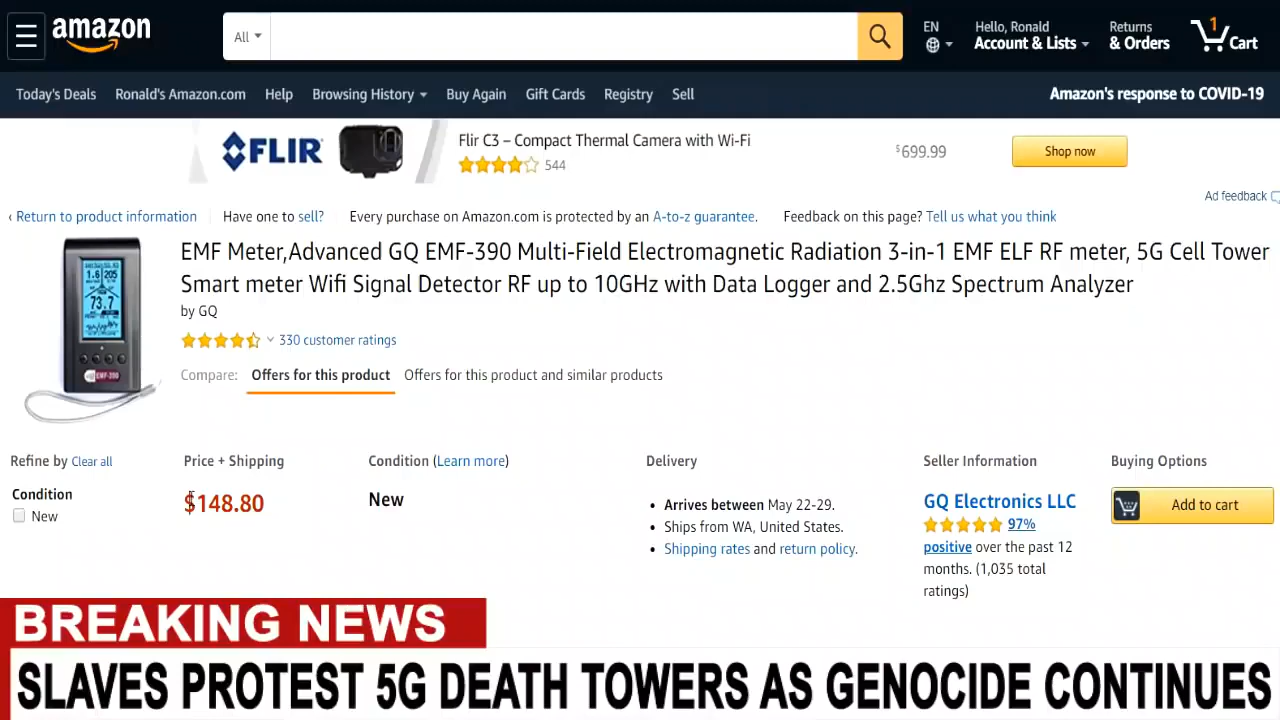 amazon
All
EN
Hello, Ronald
Account & Lists
Returns
& Orders
1
Cart
Today's Deals
Ronald's Amazon.com
Help
Browsing History
Buy Again
Gift Cards
Registry
Sell
Amazon's response to COVID-19
FLIR
Flir C3 – Compact Thermal Camera with Wi-Fi
544
$699.99
Shop now
Ad feedback
‹ Return to product information
Have one to sell?
Every purchase on Amazon.com is protected by an A-to-z guarantee.
Feedback on this page? Tell us what you think
EMF Meter,Advanced GQ EMF-390 Multi-Field Electromagnetic Radiation 3-in-1 EMF ELF RF meter, 5G Cell Tower
Smart meter Wifi Signal Detector RF up to 10GHz with Data Logger and 2.5Ghz Spectrum Analyzer
by GQ
330 customer ratings
1.6 205
73.7
Compare:
Offers for this product
Offers for this product and similar products
Refine by Clear all
Price + Shipping
Condition (Learn more)
Delivery
Seller Information
Buying Options
Condition
New
$148.80
New
• Arrives between May 22-29.
• Ships from WA, United States.
• Shipping rates and return policy.
GQ Electronics LLC
97%
positive over the past 12
months. (1,035 total
ratings)
Add to cart
BREAKING NEWS
SLAVES PROTEST 5G DEATH TOWERS AS GENOCIDE CONTINUES